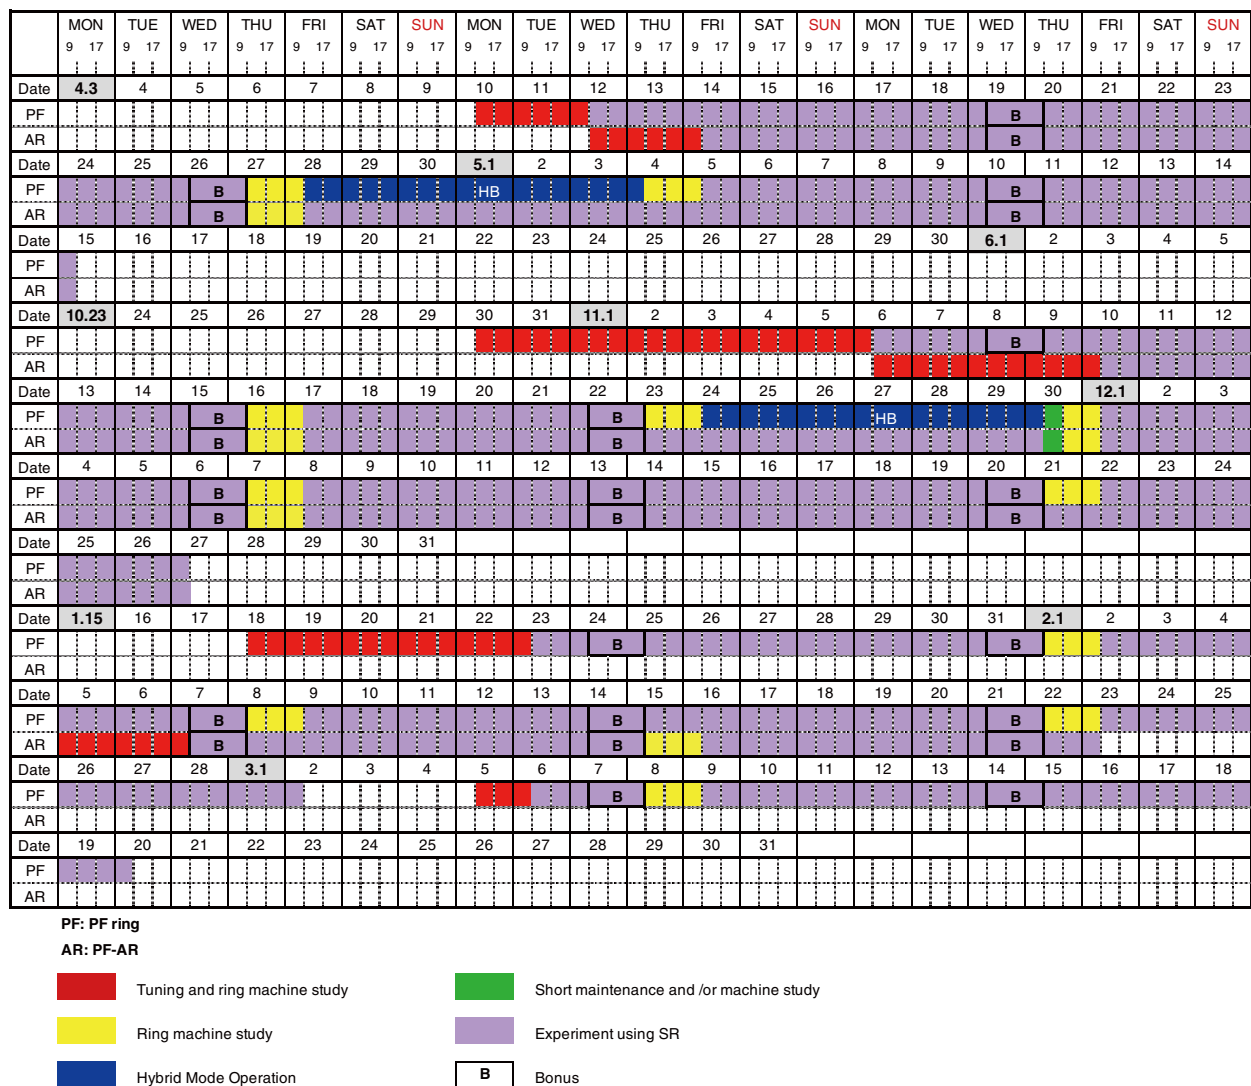 MON TUE WED THU FRI SAT SUN MON TUE WED THU FRI SAT SUN MON TUE WED THU FRI SAT SUN
9 17 9 17 9 17 9 17 9 17 9 17 9 17 9 17 9 17 9 17 9 17 9 17 9 17 9 17 9 17 9 17 9 17 9 17 9 17 9 17 9 17
Date 4.3 4 5 6 7 8 9 10 11 12 13 14 15 16 17 18 19 20 21 22 23
PF B
AR B
Date 24 25 26 27 28 29 30 5.1 2 3 4 5 6 7 8 9 10 11 12 13 14
PF B HB B
AR B B
Date 15 16 17 18 19 20 21 22 23 24 25 26 27 28 29 30 6.1 2 3 4 5
PF
AR
Date 10.23 24 25 26 27 28 29 30 31 11.1 2 3 4 5 6 7 8 9 10 11 12
PF B
AR
Date 13 14 15 16 17 18 19 20 21 22 23 24 25 26 27 28 29 30 12.1 2 3
PF B B HB
AR B B
Date 4 5 6 7 8 9 10 11 12 13 14 15 16 17 18 19 20 21 22 23 24
PF B B B
AR B B B
Date 25 26 27 28 29 30 31
PF
AR
Date 1.15 16 17 18 19 20 21 22 23 24 25 26 27 28 29 30 31 2.1 2 3 4
PF B B
AR
Date 5 6 7 8 9 10 11 12 13 14 15 16 17 18 19 20 21 22 23 24 25
PF B B B
AR B B B
Date 26 27 28 3.1 2 3 4 5 6 7 8 9 10 11 12 13 14 15 16 17 18
PF B B
AR
Date 19 20 21 22 23 24 25 26 27 28 29 30 31
PF
AR
PF: PF ring
AR: PF-AR
Tuning and ring machine study Short maintenance and /or machine study
Ring machine study Experiment using SR
Hybrid Mode Operation B Bonus